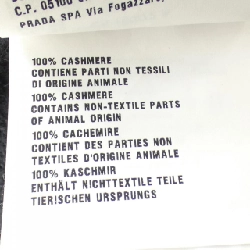 C.P. 05100
PRADA SPA Via Fogazzaro,
100% CASHMERE
CONTIENE PARTI NON TESSILI
DI ORIGINE ANIMALE
100% CASHMERE
CONTAINS NON-TEXTILE PARTS
OF ANIMAL ORIGIN
100% CACHEMIRE
CONTIENT DES PARTIES NON
TEXTILES D'ORIGINE ANIMALE
100% KASCHMIR
ENTHÄLT NICHTTEXTILE TEILE
TIERISCHEN URSPRUNGS